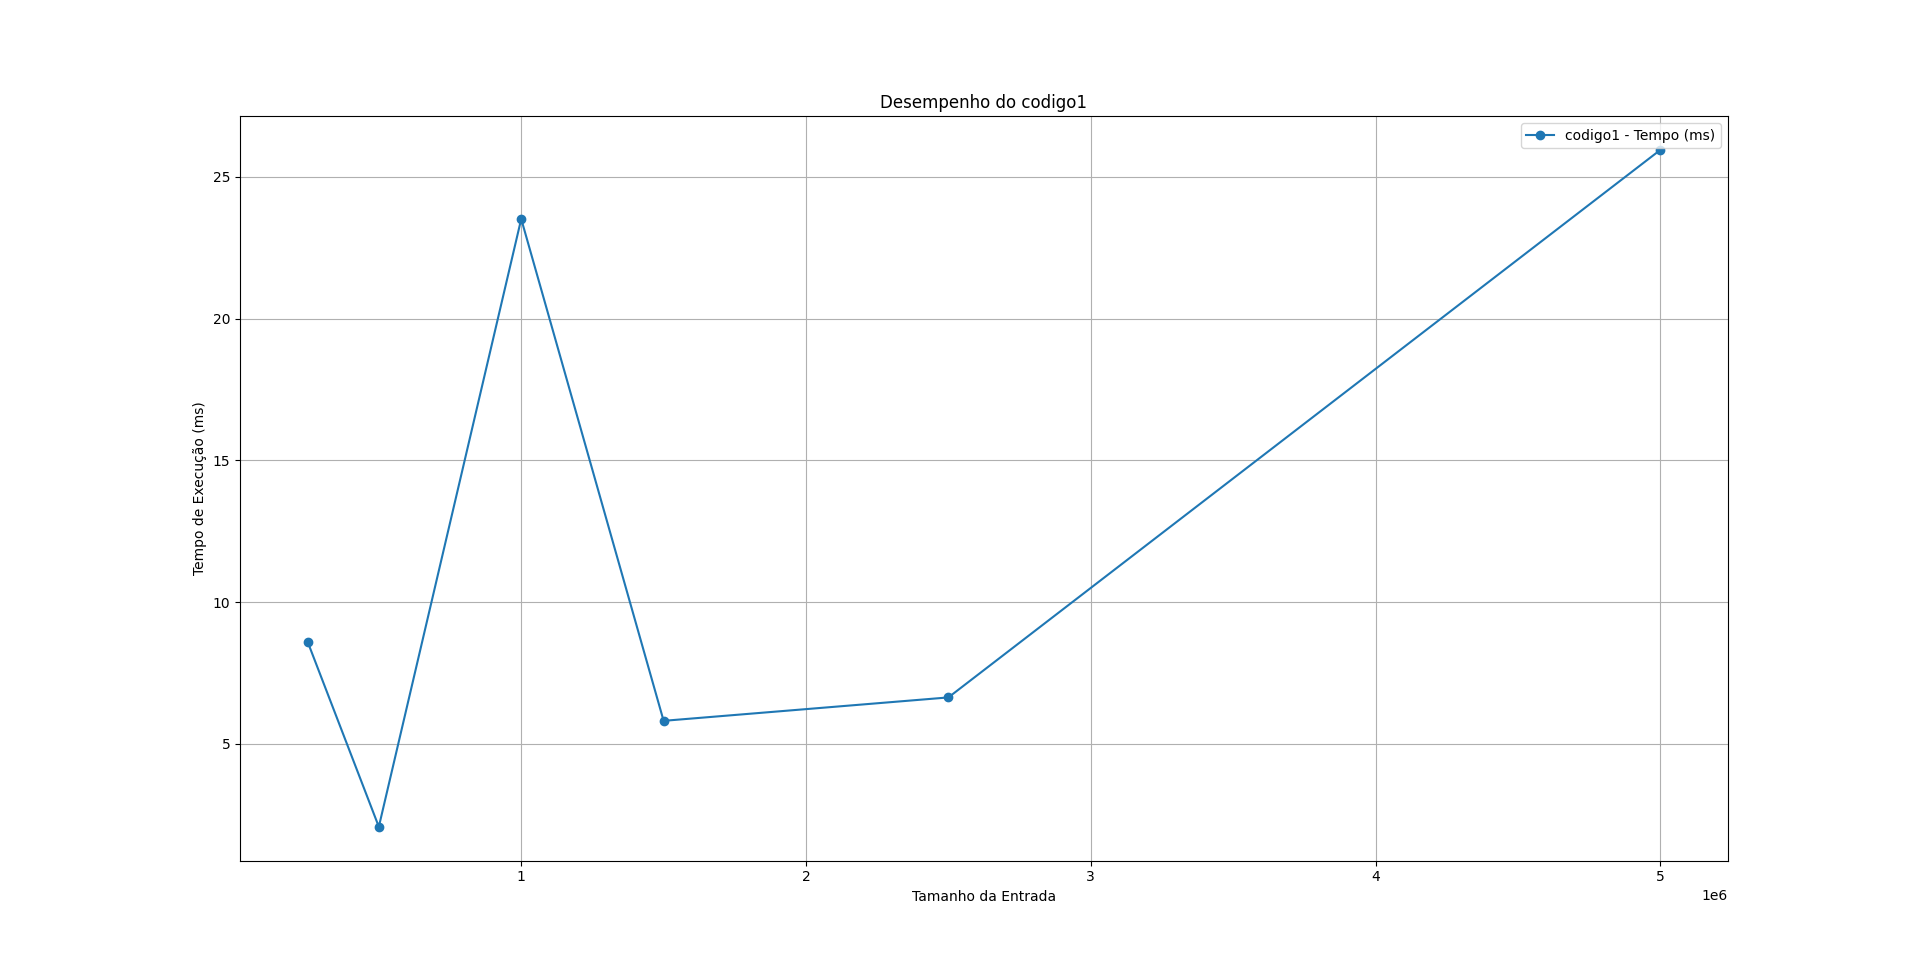 Desempenho do codigo1
codigo1 - Tempo (ms)
25
20
15
10
5
Tempo de Execução (ms)
1 2 3 4 5
Tamanho da Entrada
1e6